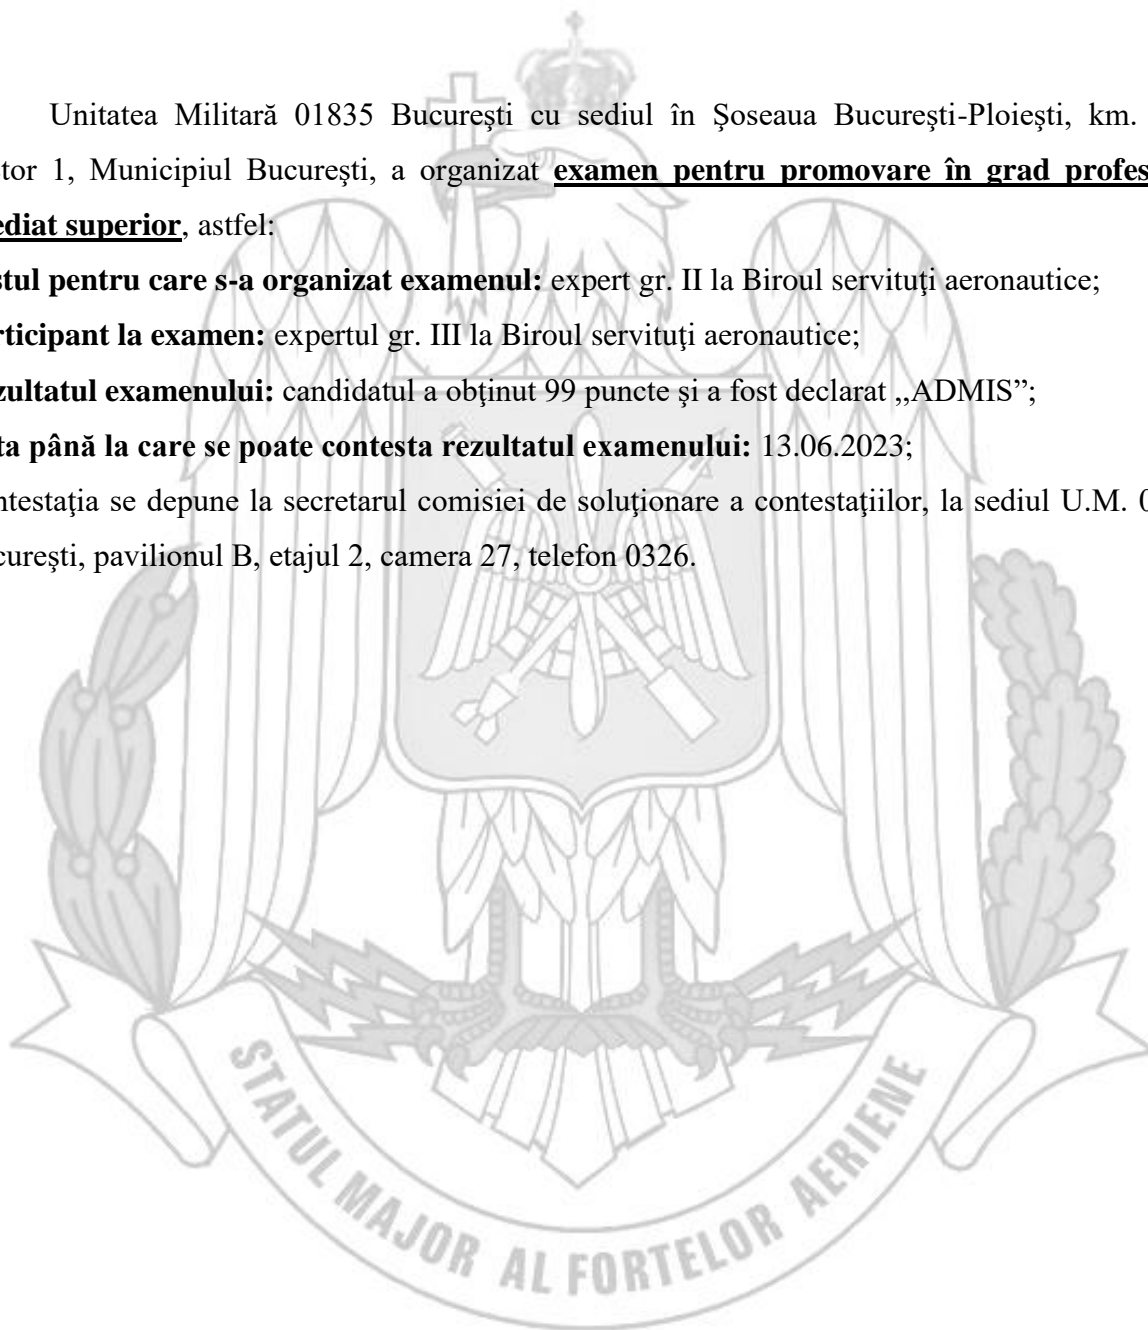 Unitatea Militară 01835 Bucureşti cu sediul în Şoseaua Bucureşti-Ploieşti, km.
tor 1, Municipiul Bucureşti, a organizat examen pentru promovare în grad profes
ediat superior, astfel:
stul pentru care s-a organizat examenul: expert gr. II la Biroul servituţi aeronautice;
rticipant la examen: expertul gr. III la Biroul servituţi aeronautice;
zultatul examenului: candidatul a obţinut 99 puncte şi a fost declarat ,,ADMIS”;
ta până la care se poate contesta rezultatul examenului: 13.06.2023;
ntestaţia se depune la secretarul comisiei de soluţionare a contestaţiilor, la sediul U.M. 0
cureşti, pavilionul B, etajul 2, camera 27, telefon 0326.
STATUL MAJOR AL FORTELOR AERIENE